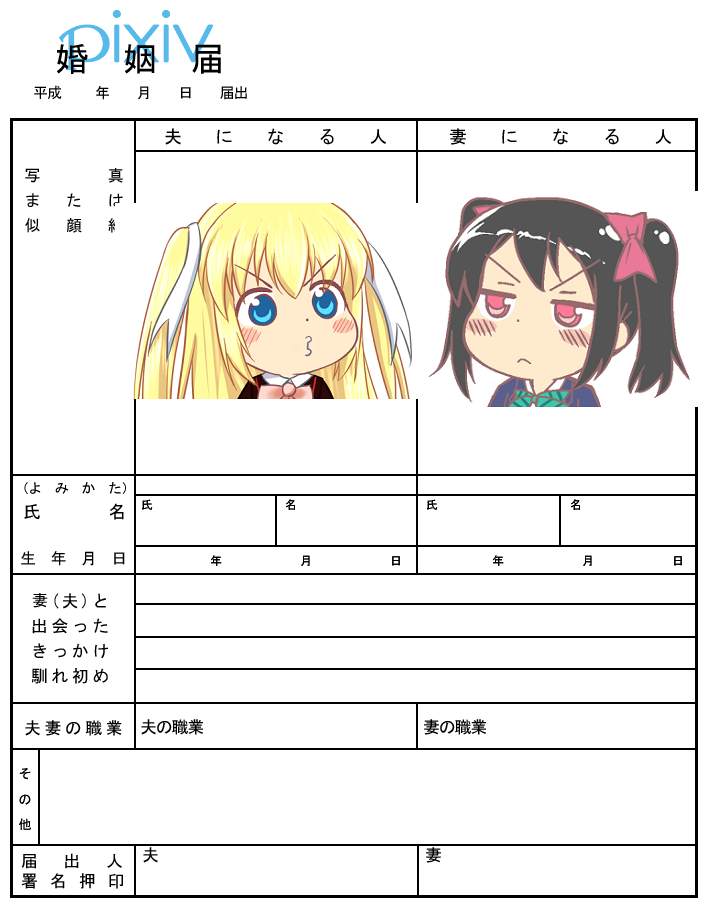 pixiv
婚姻届
平成 年 月 日 届出
夫になる人 妻になる人
写真
また
似顔
(よみかた)
氏名
氏 名 氏 名
生年月日 年 月 日 年 月 日
妻(夫)と
出会った
きっかけ
馴れ初め
夫妻の職業 夫の職業 妻の職業
その他
届出人 夫 妻
署名押印